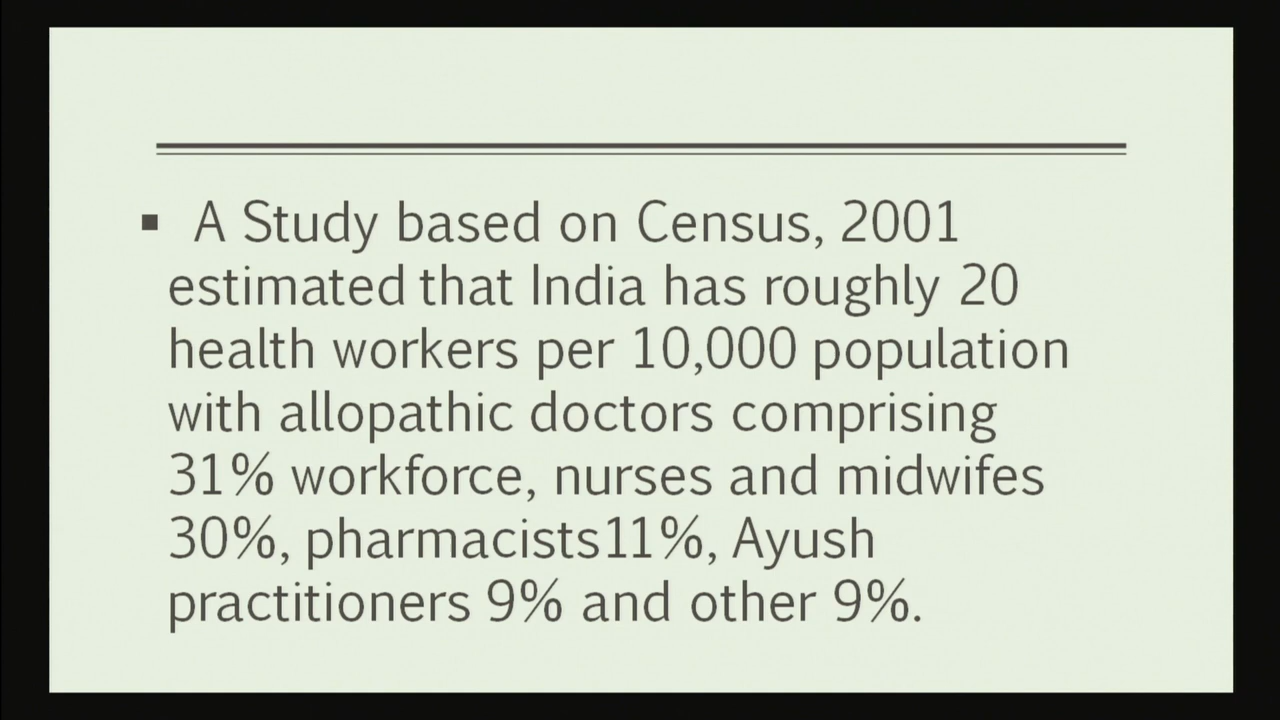 ▪ A Study based on Census, 2001
estimated that India has roughly 20
health workers per 10,000 population
with allopathic doctors comprising
31% workforce, nurses and midwifes
30%, pharmacists11%, Ayush
practitioners 9% and other 9%.